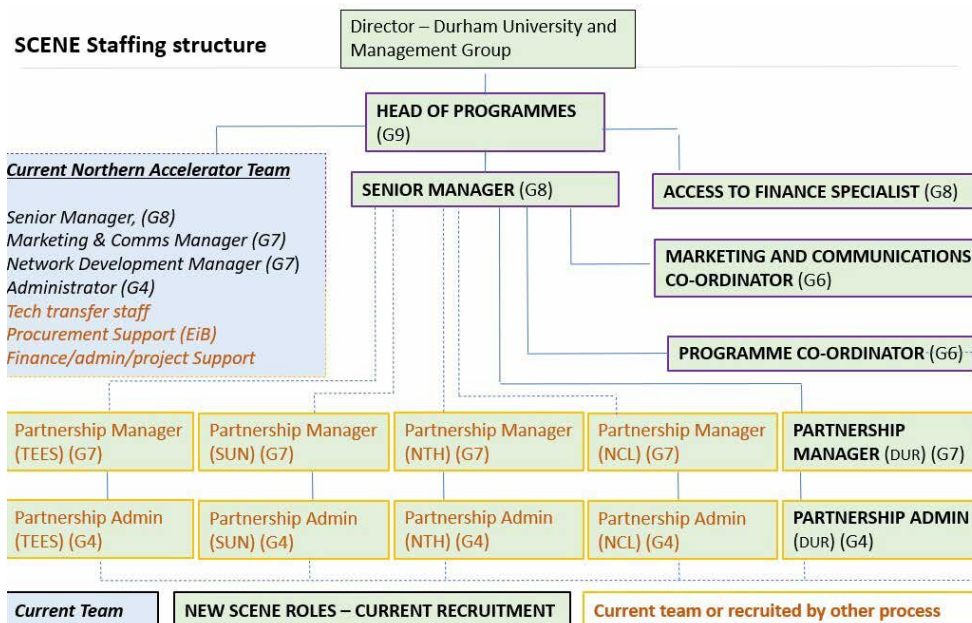 SCENE Staffing structure
Director – Durham University and
Management Group
HEAD OF PROGRAMMES
(G9)
Current Northern Accelerator Team
Senior Manager, (G8)
Marketing & Comms Manager (G7)
Network Development Manager (G7)
Administrator (G4)
Tech transfer staff
Procurement Support (EiB)
Finance/admin/project Support
SENIOR MANAGER (G8)
ACCESS TO FINANCE SPECIALIST (G8)
MARKETING AND COMMUNICATIONS
CO-ORDINATOR (G6)
PROGRAMME CO-ORDINATOR (G6)
Partnership Manager
(TEES) (G7)
Partnership Manager
(SUN) (G7)
Partnership Manager
(NTH) (G7)
Partnership Manager
(NCL) (G7)
PARTNERSHIP
MANAGER (DUR) (G7)
Partnership Admin
(TEES) (G4)
Partnership Admin
(SUN) (G4)
Partnership Admin
(NTH) (G4)
Partnership Admin
(NCL) (G4)
PARTNERSHIP ADMIN
(DUR) (G4)
Current Team
NEW SCENE ROLES – CURRENT RECRUITMENT
Current team or recruited by other process